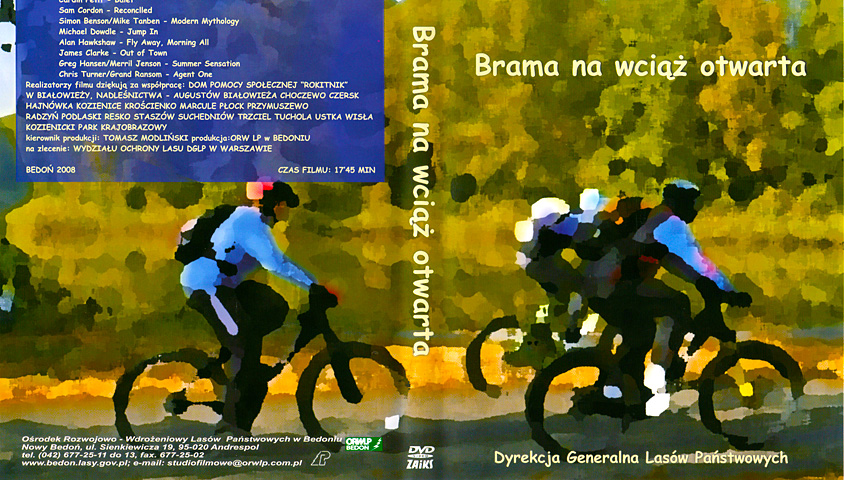 Sam Cordon - Reconclled
Simon Benson/Mike Tanben - Modern Mythology
Michael Dowdle - Jump In
Alan Hawkshaw - Fly Away, Morning All
James Clarke - Out of Town
Greg Hansen/Merril Jenson - Summer Sensation
Chris Turner/Grand Ransom - Agent One
Realizatorzy filmu dziękują za współpracę: DOM POMOCY SPOŁECZNEJ "ROKITNIK"
W BIAŁOWIEŻY, NADLEŚNICTWA - AUGUSTÓW BIAŁOWIEŻA CHOCZEWO CZERSK
HAJNÓWKA KOZIENICE KROŚCIENKO MARCULE PŁOCK PRZYMUSZEWO
RADZYŃ PODLASKI RESKO STASZÓW SUCHEDNIÓW TRZCIEL TUCHOLA USTKA WISŁA
KOZIENICKI PARK KRAJOBRAZOWY
kierownik produkcji: TOMASZ MODLIŃSKI produkcja:ORW LP w BEDONIU
na zlecenie: WYDZIAŁU OCHRONY LASU DGLP W WARSZAWIE
BEDOŃ 2008 CZAS FILMU: 17'45 MIN
Ośrodek Rozwojowo - Wdrożeniowy Lasów Państwowych w Bedoniu
Nowy Bedoń, ul. Sienkiewicza 19, 95-020 Andrespol
tel. (042) 677-25-11 do 13, fax. 677-25-02
www.bedon.lasy.gov.pl; e-mail: studiofilmowe@orwlp.com.pl
ORWLP
BEDOŃ
Brama na wciąż otwarta
DVD
ZAiKS
Brama na wciąż otwarta
Dyrekcja Generalna Lasów Państwowych